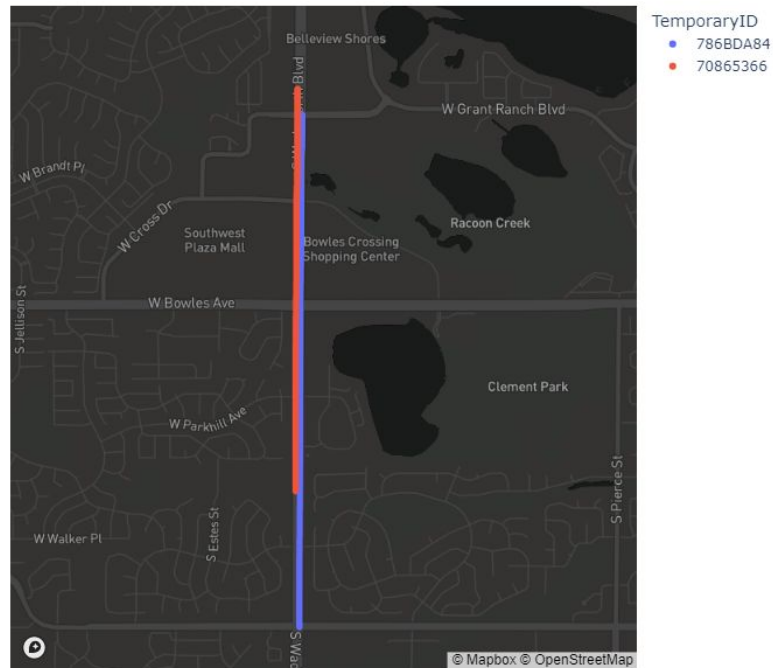 TemporaryID
786BDA84
70865366
Belleview Shores
Blvd
W Grant Ranch Blvd
W Brandt Pl
W Cross Dr
Southwest
Plaza Mall
Bowles Crossing
Shopping Center
Racoon Creek
S Jellison St
W Bowles Ave
Clement Park
W Parkhill Ave
S Pierce St
S Estes St
W Walker Pl
S Wad
© Mapbox © OpenStreetMap